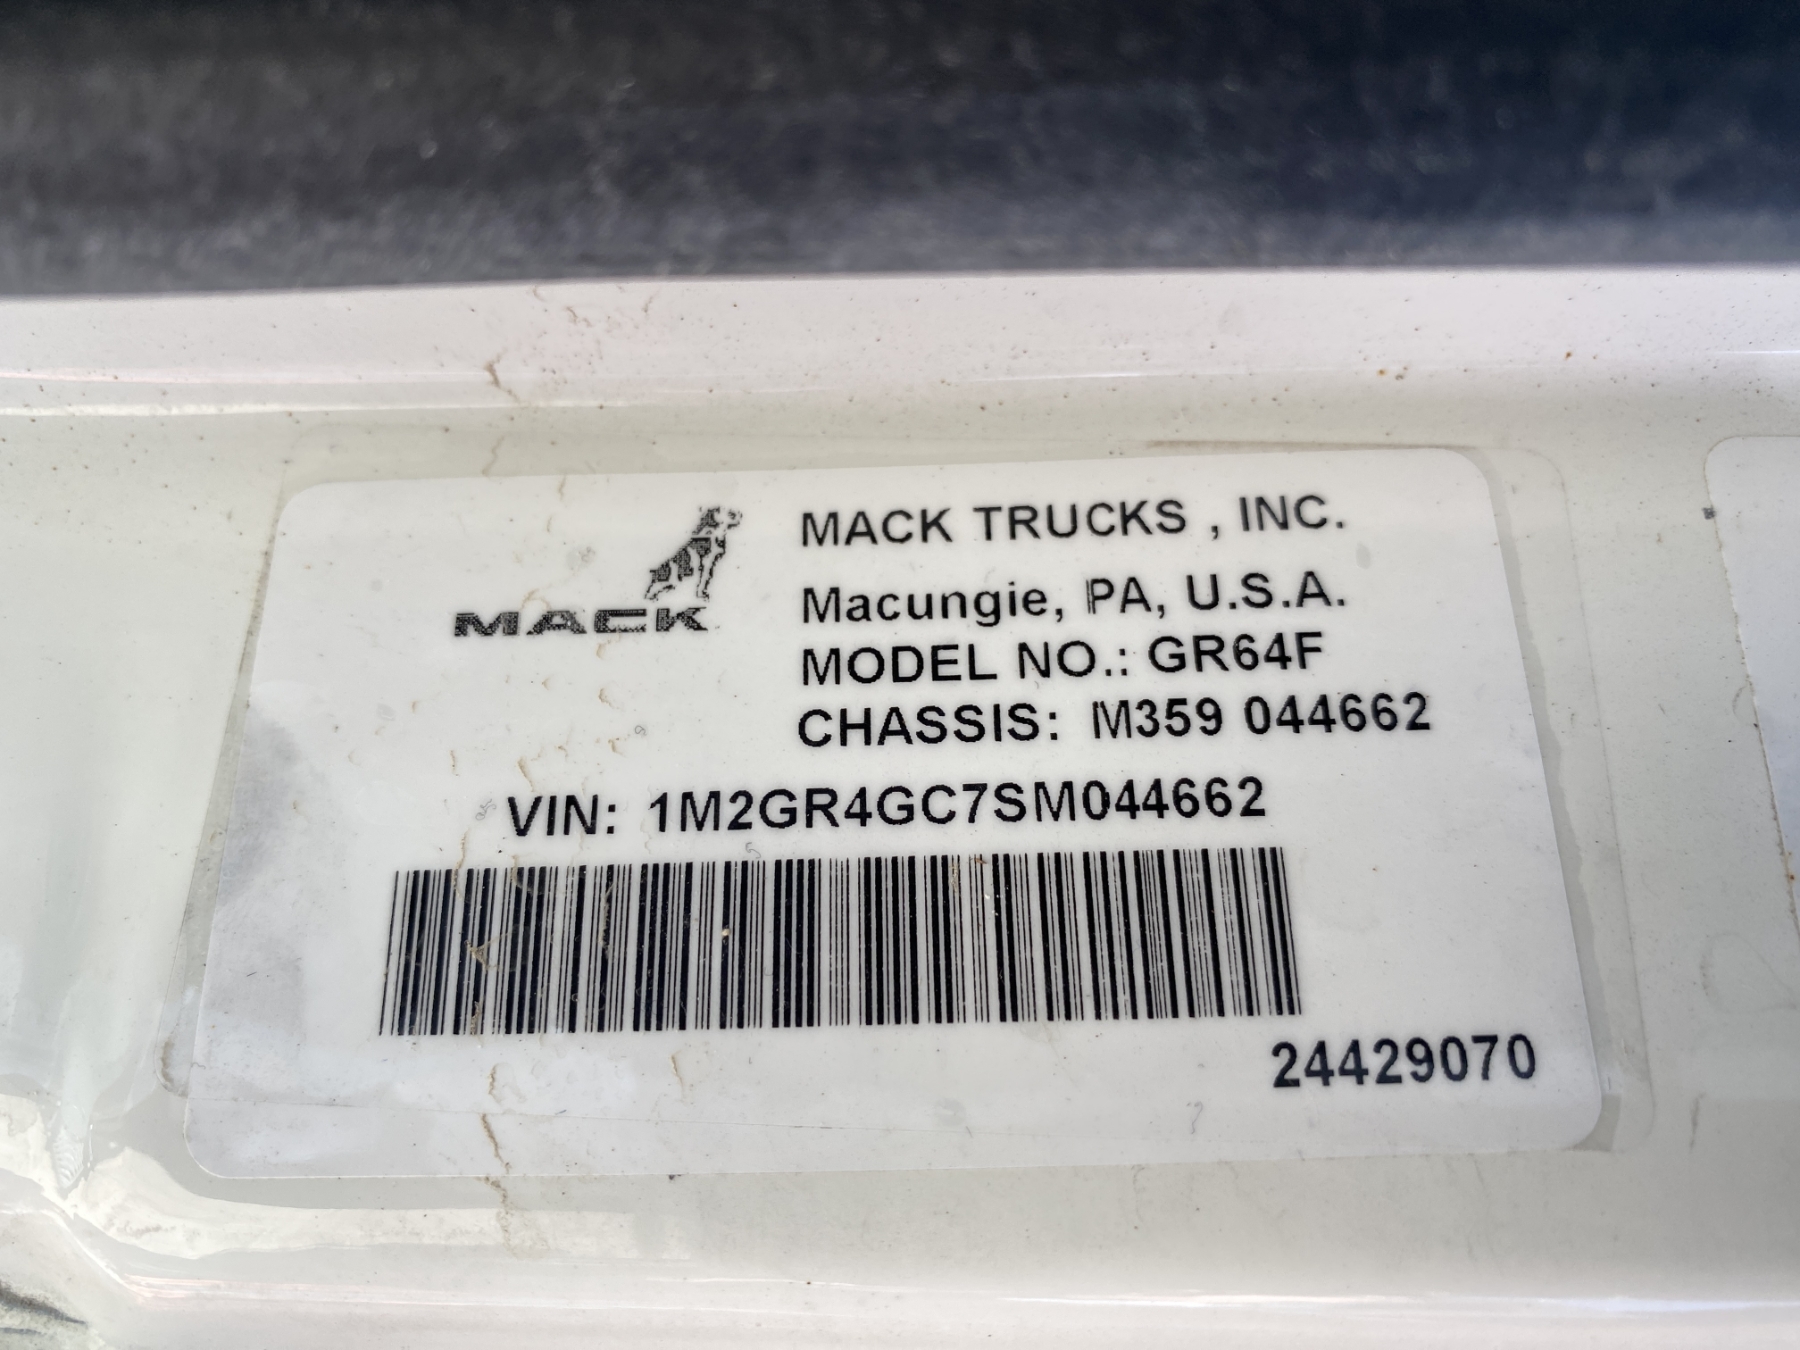 MACK
MACK TRUCKS , INC.
Macungie, PA, U.S.A.
MODEL NO.: GR64F
CHASSIS: M359 044662
VIN: 1M2GR4GC7SM044662
24429070